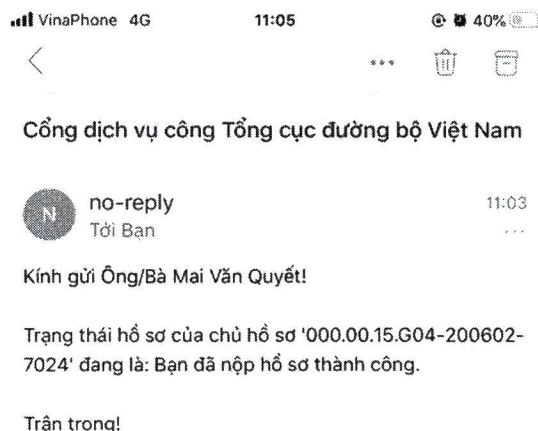 VinaPhone 4G 11:05 40%
Cổng dịch vụ công Tổng cục đường bộ Việt Nam
N no-reply 11:03
Tới Bạn
Kính gửi Ông/Bà Mai Văn Quyết!
Trạng thái hồ sơ của chủ hồ sơ '000.00.15.G04-200602-
7024' đang là: Bạn đã nộp hồ sơ thành công.
Trân trọng!